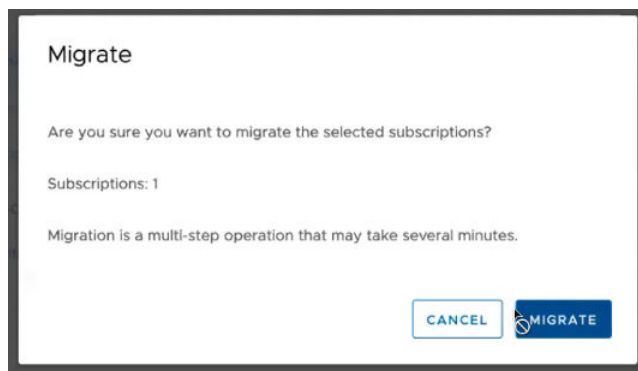 Migrate
Are you sure you want to migrate the selected subscriptions?
Subscriptions: 1
Migration is a multi-step operation that may take several minutes.
CANCEL MIGRATE